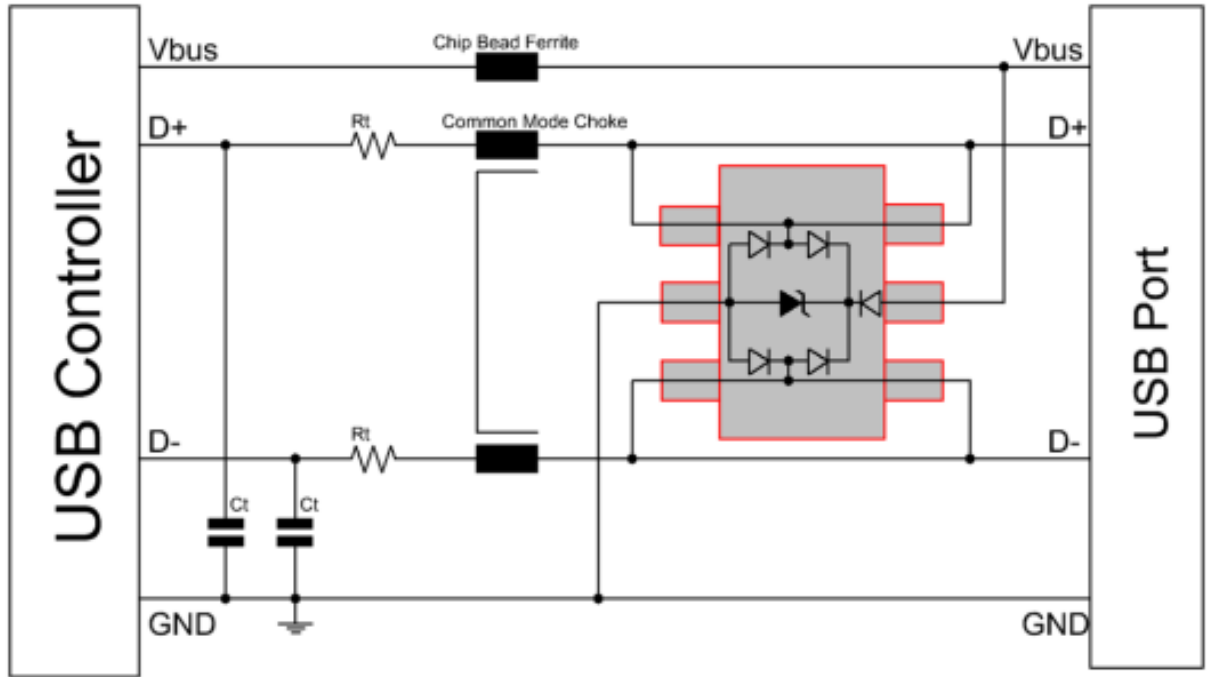 USB Controller
Vbus
Chip Bead Ferrite
Vbus
D+
Rt
Common Mode Choke
D+
D-
Rt
D-
Ct
Ct
GND
GND
USB Port